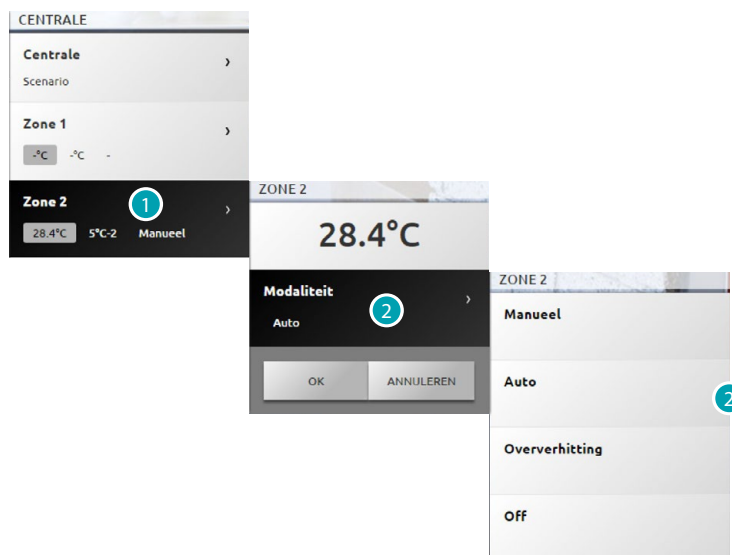 CENTRALE
Centrale
Scenario
Zone 1
-°C -°C -
Zone 2
1
28.4°C 5°C-2 Manueel
ZONE 2
28.4°C
Modaliteit
2
Auto
OK ANNULEREN
ZONE 2
Manueel
Auto
2
Oververhitting
Off